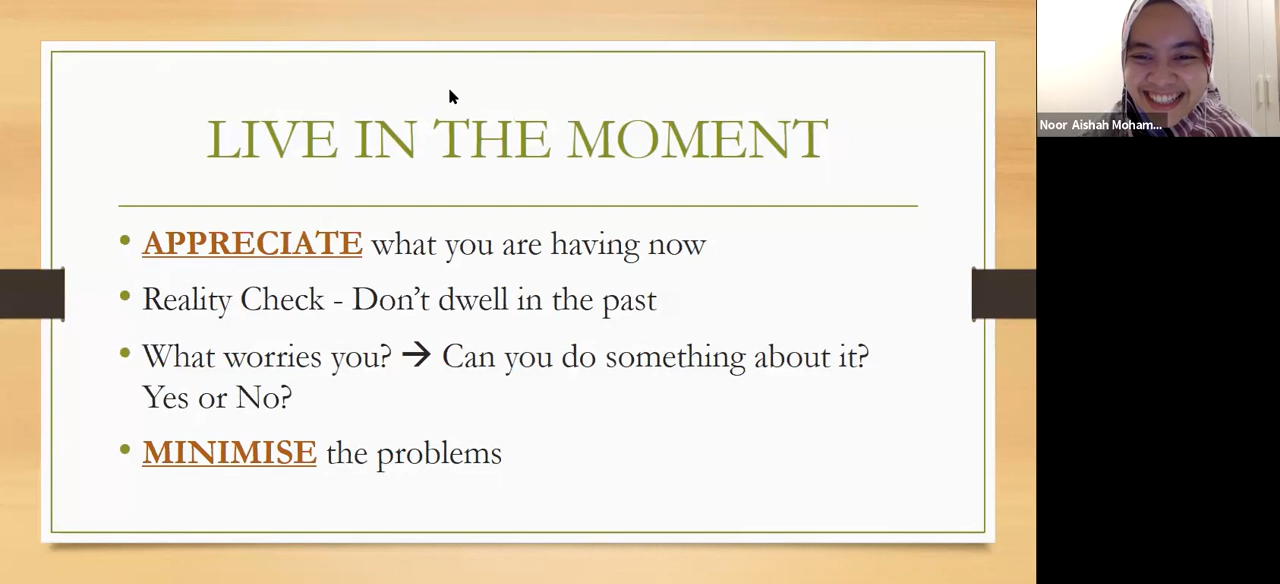 LIVE IN THE MOMENT
• APPRECIATE what you are having now
• Reality Check - Don’t dwell in the past
• What worries you? → Can you do something about it?
Yes or No?
• MINIMISE the problems
Noor Aishah Moham...